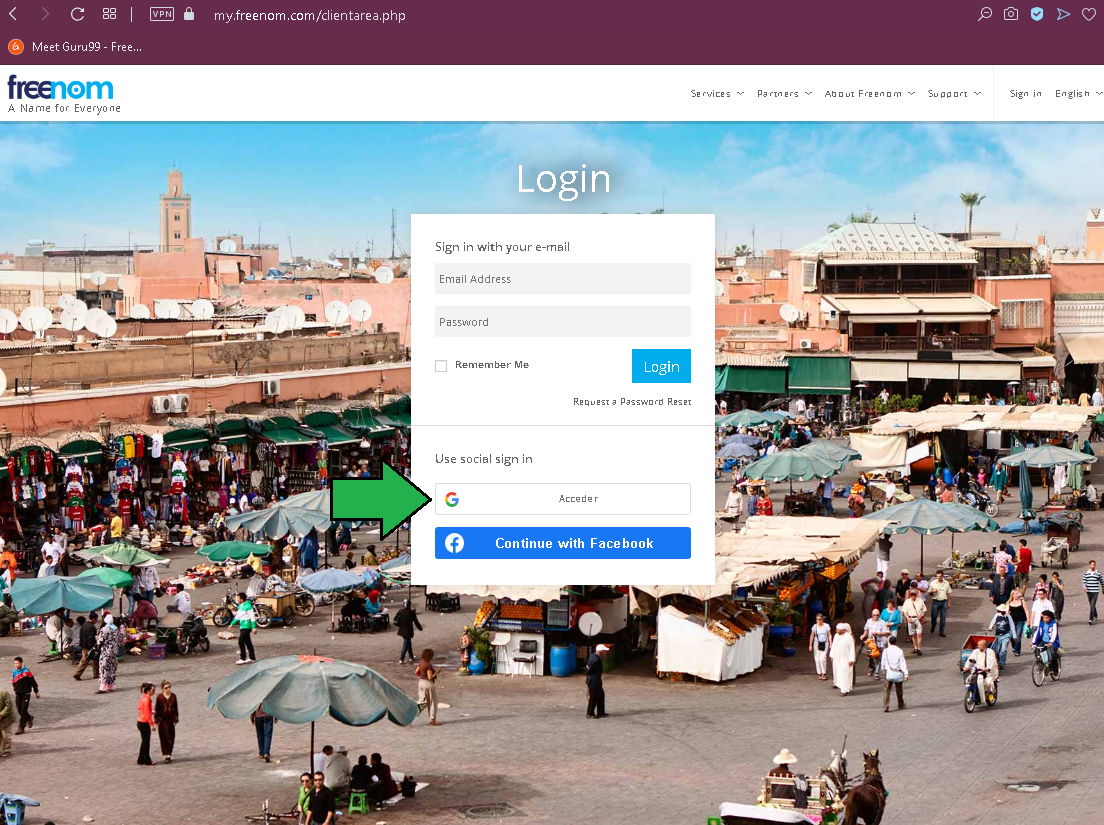 VPN
my.freenom.com/clientarea.php
Meet Guru99 - Free...
freenom
A Name for Everyone
Services
Partners
About Freenom
Support
Sign in
English
Login
Sign in with your e-mail
Email Address
Password
Remember Me
Login
Request a Password Reset
Use social sign in
Acceder
Continue with Facebook